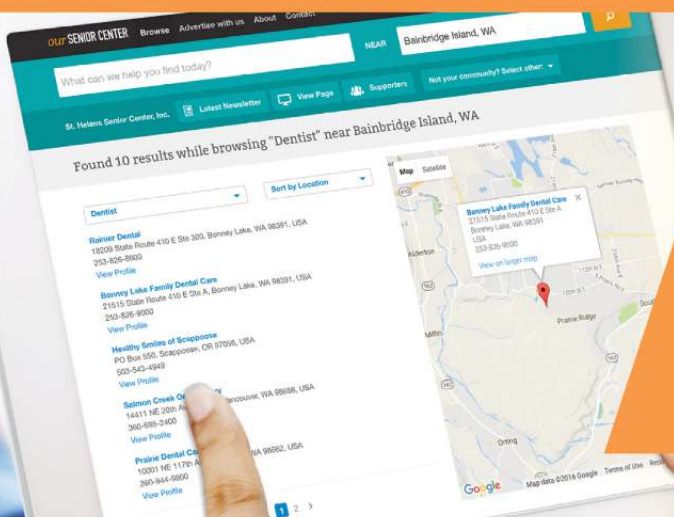 our SENIOR CENTER Browse Advertise with us About Contact
What can we help you find today?
NEAR Bainbridge Island, WA
St. Helens Senior Center, Inc. Latest Newsletter View Page Supporters Not your community? Select other:
Found 10 results while browsing "Dentist" near Bainbridge Island, WA
Dentist
Sort by Location
Rainier Dental
18209 State Route 410 E Ste 300, Bonney Lake, WA 98391, USA
253-826-8600
View Profile
Bonney Lake Family Dental Care
21515 State Route 410 E Ste A, Bonney Lake, WA 98391, USA
253-826-9000
View Profile
Healthy Smiles of Scappoose
PO Box 550, Scappoose, OR 97056, USA
503-543-4949
View Profile
Salmon Creek
14411 NE 20th Vancouver, WA 98686, USA
360-696-2400
View Profile
Prairie Dental
10001 NE 117th WA 98662, USA
360-944-9800
View Profile
1 2
Map Satellite
410
Bonney Lake Family Dental Care
21515 State Route 410 E Ste A
Bonney Lake, WA 98391
USA
253-826-9000
View on larger map
Alderton
162
Prairie Ridge
162
162
Orting
Google
Map data ©2016 Google Terms of Use